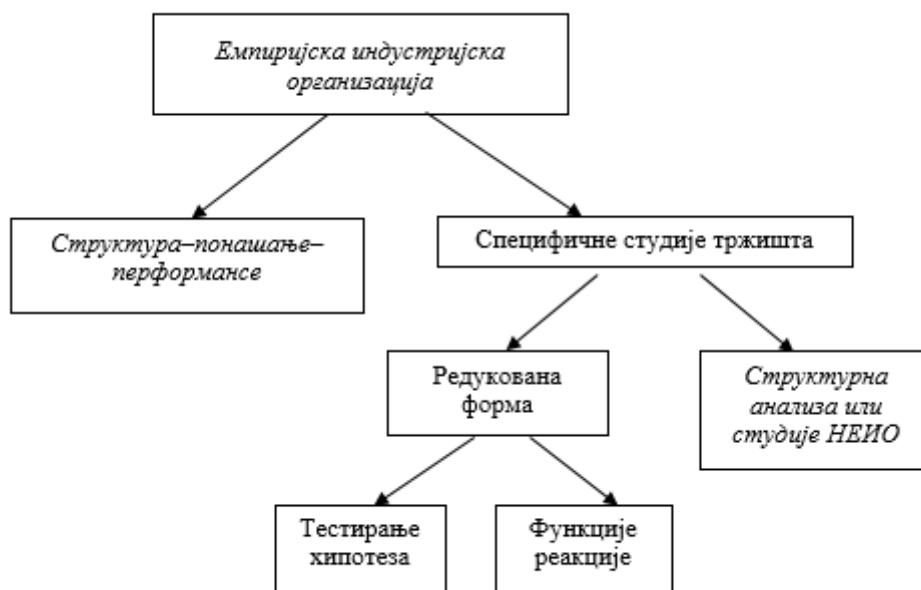 Емпиријска индустријска
организација
Структура–понашање–
перформансе
Специфичне студије тржишта
Редукована
форма
Структурна
анализа или
студије НЕИО
Тестирање
хипотеза
Функције
реакције